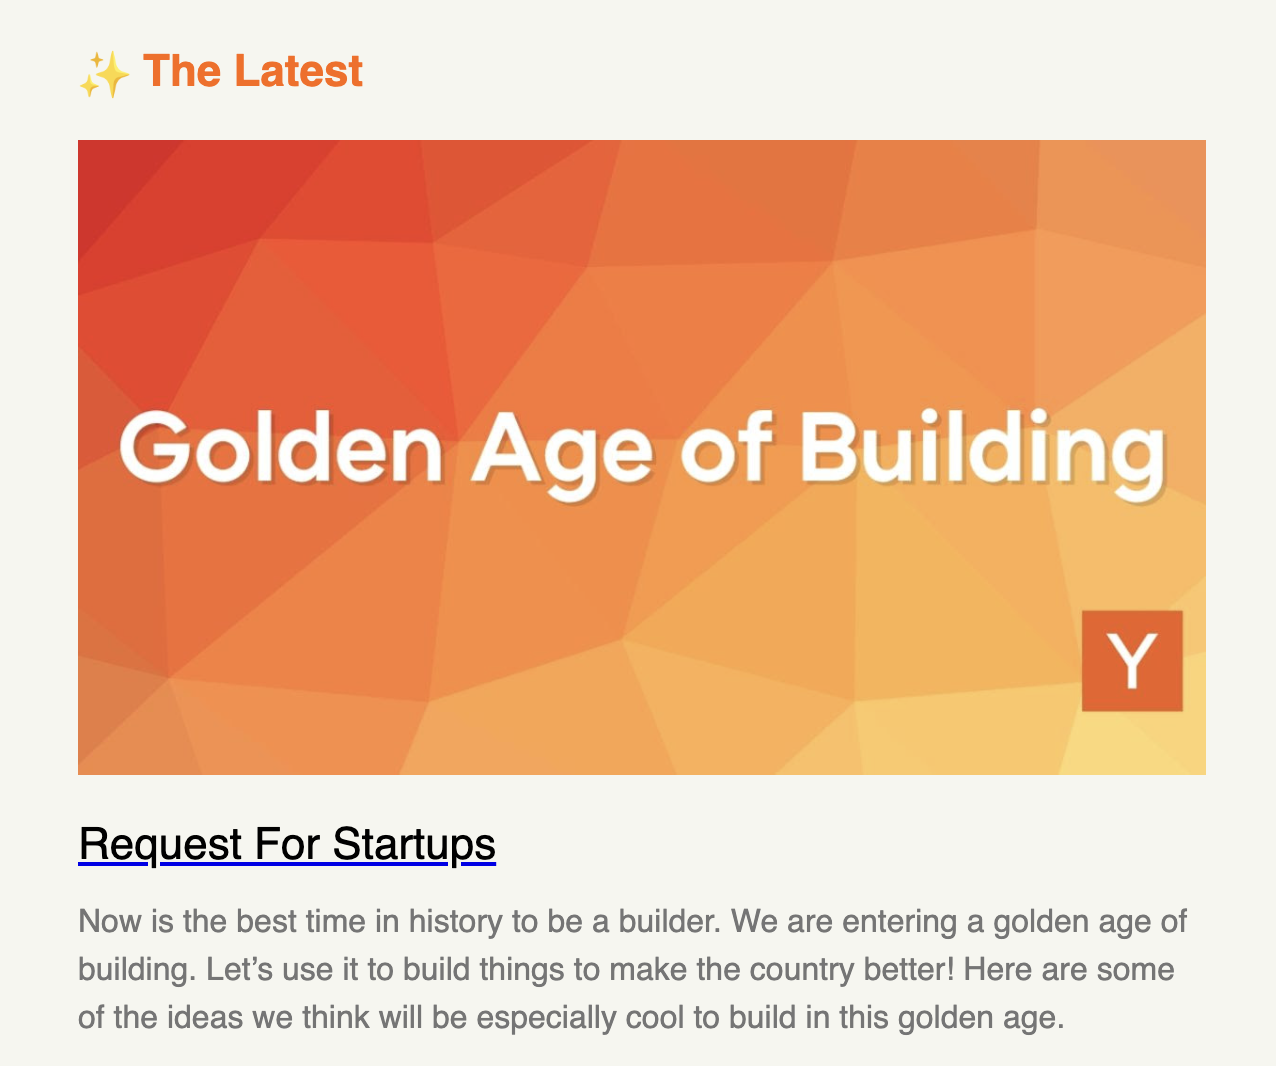 ✨ The Latest
Golden Age of Building
Y
Request For Startups
Now is the best time in history to be a builder. We are entering a golden age of
building. Let’s use it to build things to make the country better! Here are some
of the ideas we think will be especially cool to build in this golden age.